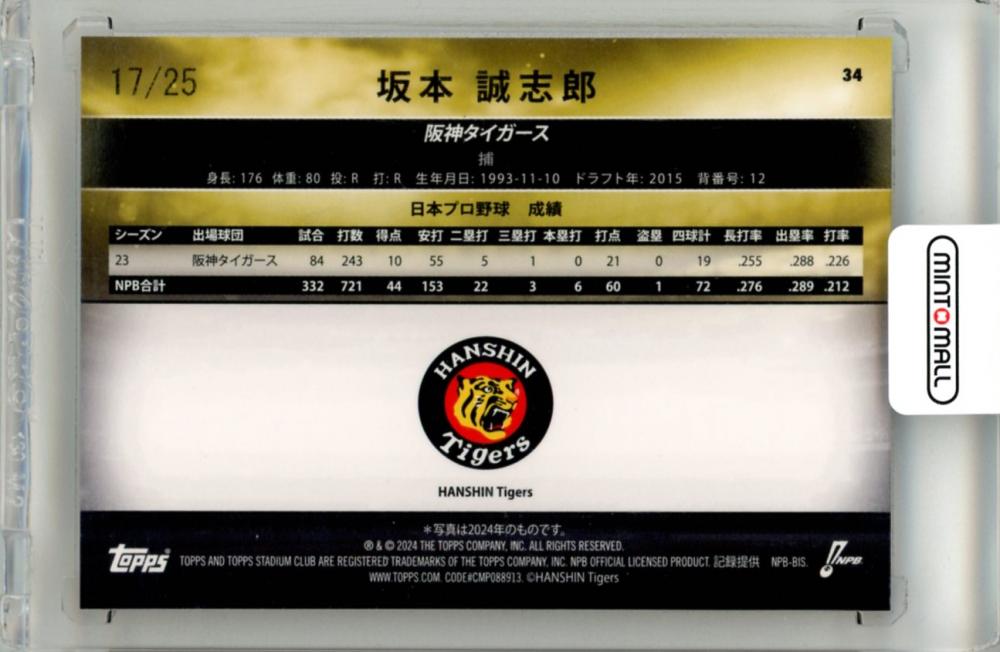 17/25 坂本 誠志郎 34
阪神タイガース
捕
身長: 176 体重: 80 投: R 打: R 生年月日: 1993-11-10 ドラフト年: 2015 背番号: 12
日本プロ野球 成績
シーズン 出場球団 試合 打数 得点 安打 二塁打 三塁打 本塁打 打点 盗塁 四球計 長打率 出塁率 打率
23 阪神タイガース 84 243 10 55 5 1 0 21 0 19 .255 .288 .226
NPB合計 332 721 44 153 22 3 6 60 1 72 .276 .289 .212
MINTOMALL
HANSHIN
Tigers
HANSHIN Tigers
*写真は2024年のものです。
® & © 2024 THE TOPPS COMPANY, INC. ALL RIGHTS RESERVED.
Topps TOPPS AND TOPPS STADIUM CLUB ARE REGISTERED TRADEMARKS OF THE TOPPS COMPANY, INC. NPB OFFICIAL LICENSED PRODUCT. 記録提供 NPB-BIS. NPB
WWW.TOPPS.COM. CODE#CMP088913. ©HANSHIN Tigers